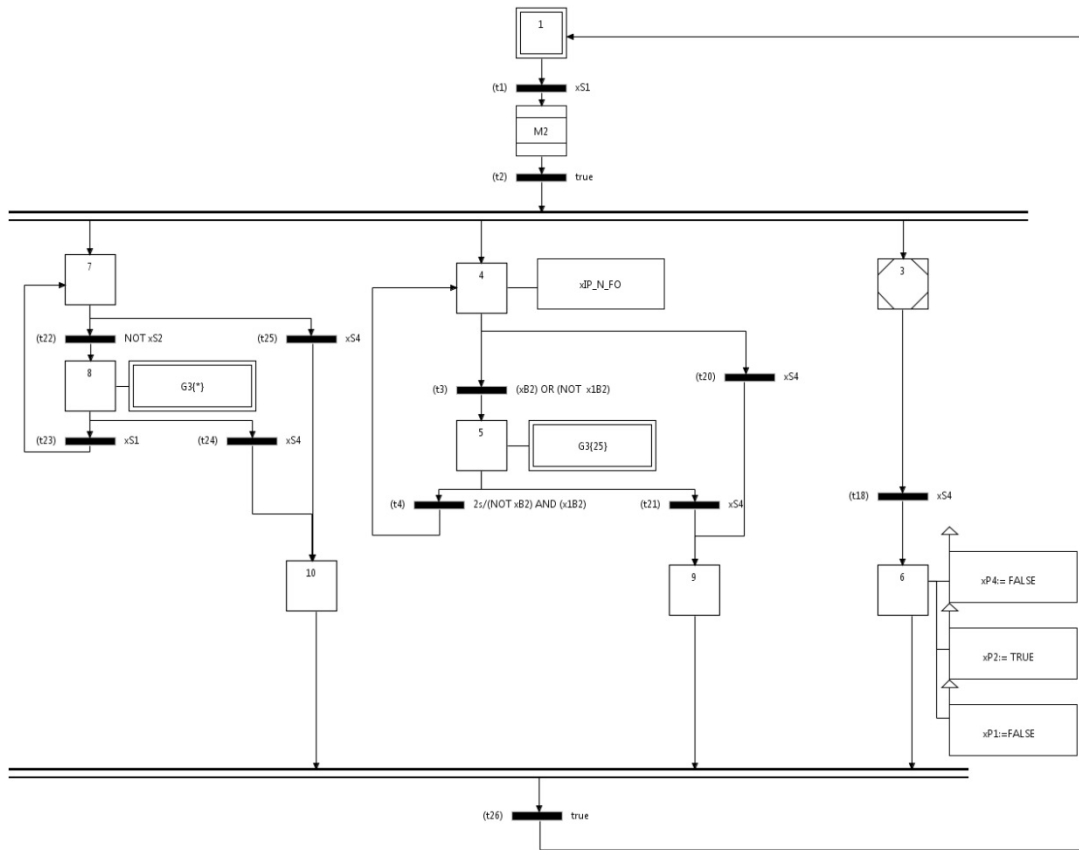 1
(t1) xS1
M2
(t2) true
7
4
xIP_N_FO
3
(t22) NOT xS2
(t25) xS4
8
G3{*}
(t3) (xB2) OR (NOT x1B2)
(t20) xS4
(t23) xS1
(t24) xS4
5
G3{25}
(t4) 2s/(NOT xB2) AND (x1B2)
(t21) xS4
(t18) xS4
10
9
6
xP4:= FALSE
xP2:= TRUE
xP1:=FALSE
(t26) true